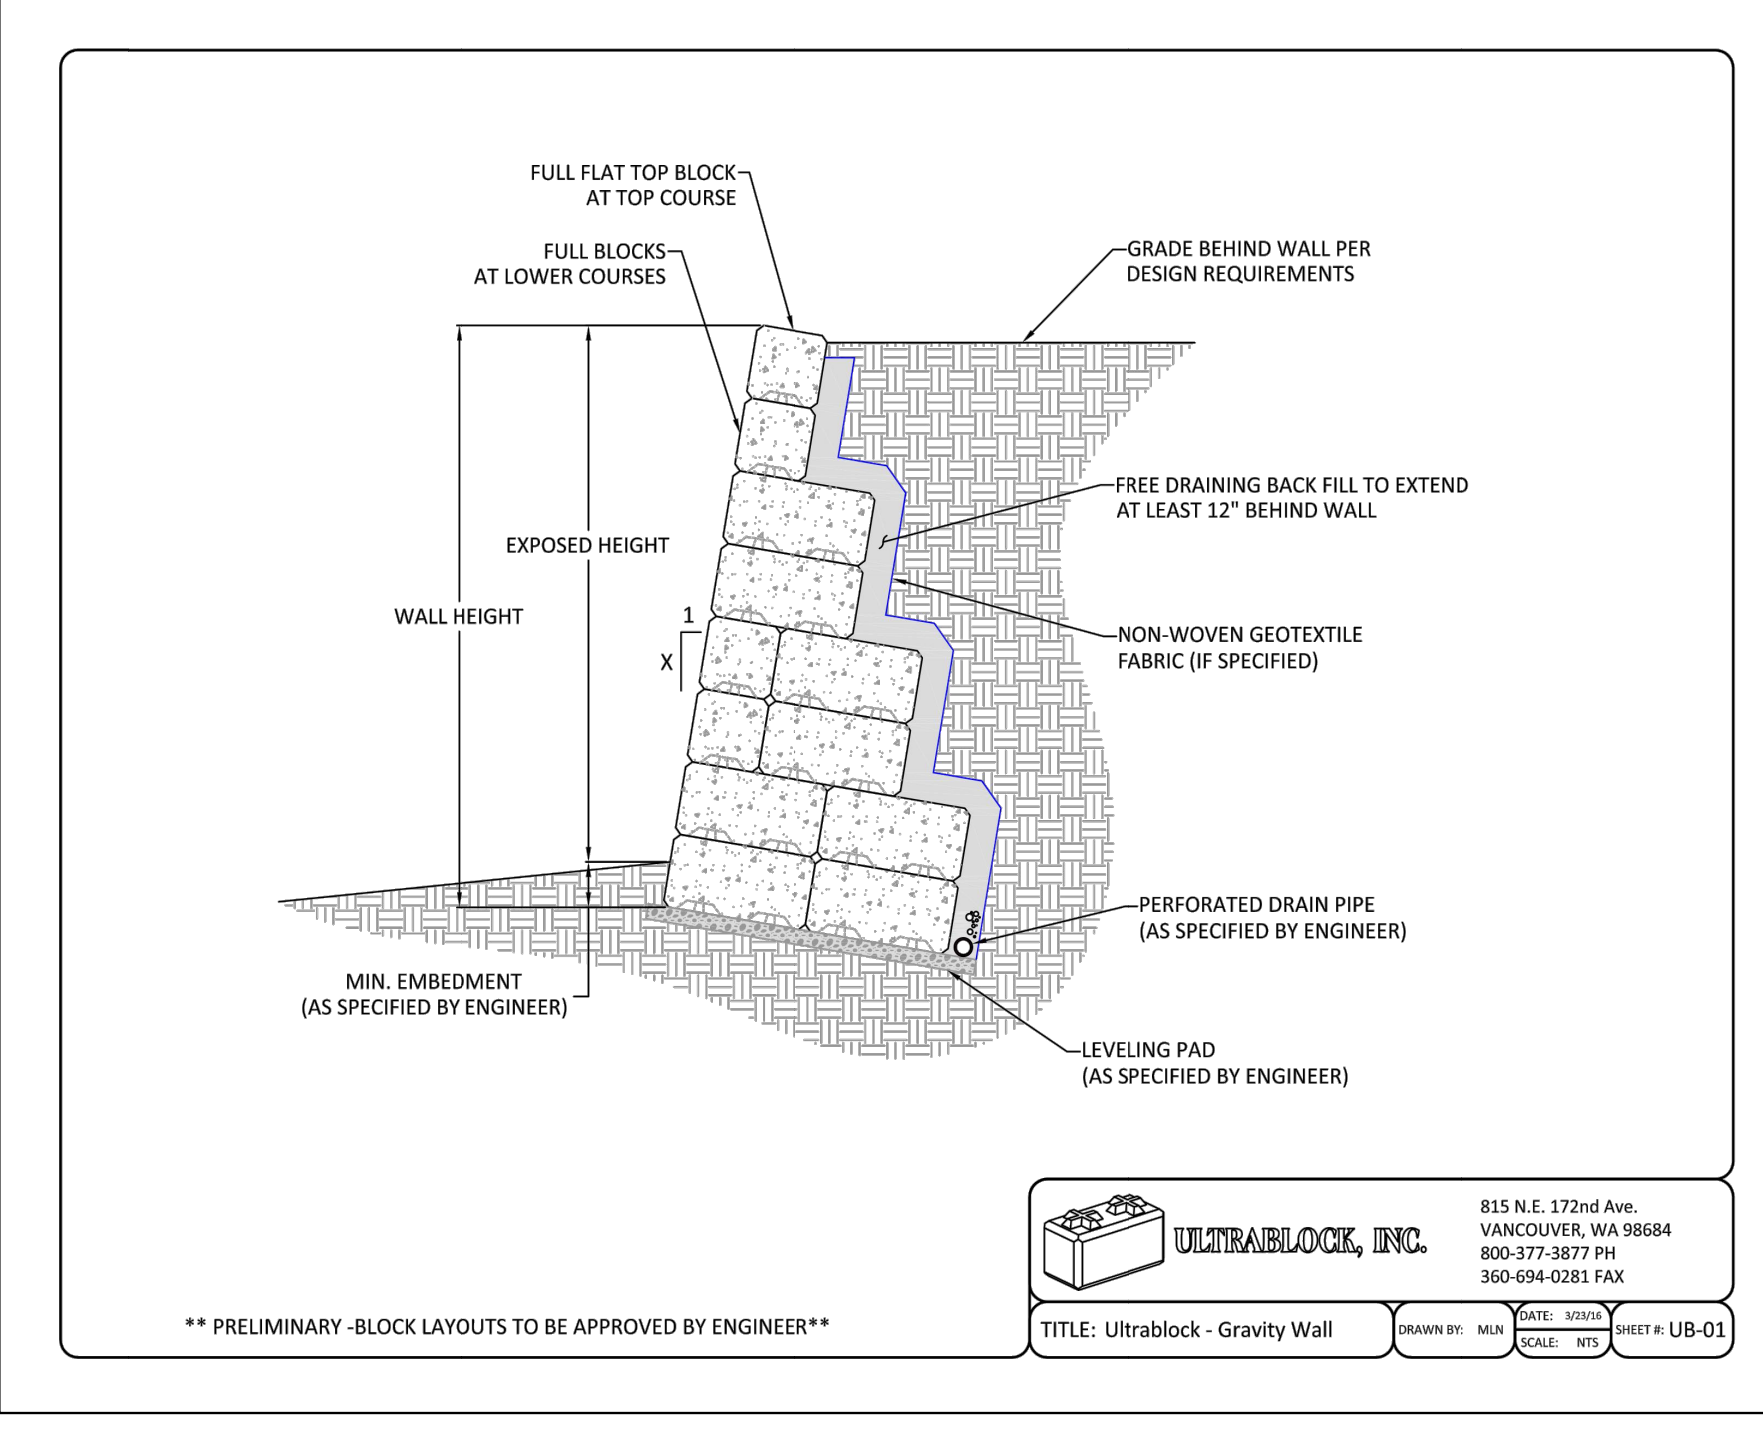 FULL FLAT TOP BLOCK
AT TOP COURSE
FULL BLOCKS
AT LOWER COURSES
GRADE BEHIND WALL PER
DESIGN REQUIREMENTS
FREE DRAINING BACK FILL TO EXTEND
AT LEAST 12" BEHIND WALL
EXPOSED HEIGHT
WALL HEIGHT
1
X
NON-WOVEN GEOTEXTILE
FABRIC (IF SPECIFIED)
PERFORATED DRAIN PIPE
(AS SPECIFIED BY ENGINEER)
MIN. EMBEDMENT
(AS SPECIFIED BY ENGINEER)
LEVELING PAD
(AS SPECIFIED BY ENGINEER)
ULTRABLOCK, INC.
815 N.E. 172nd Ave.
VANCOUVER, WA 98684
800-377-3877 PH
360-694-0281 FAX
** PRELIMINARY -BLOCK LAYOUTS TO BE APPROVED BY ENGINEER**
TITLE: Ultrablock - Gravity Wall
DRAWN BY: MLN
DATE: 3/23/16
SCALE: NTS
SHEET #: UB-01